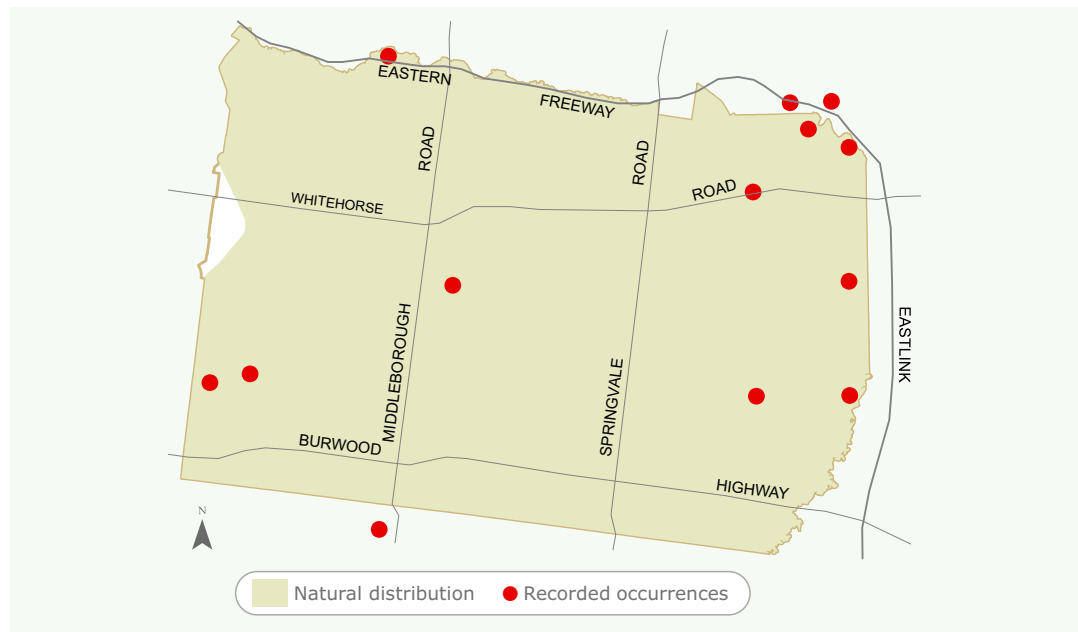 EASTERN
FREEWAY
ROAD
ROAD
ROAD
WHITEHORSE
MIDDLEBOROUGH
SPRINGVALE
EASTLINK
BURWOOD
HIGHWAY
N
Natural distribution
Recorded occurrences